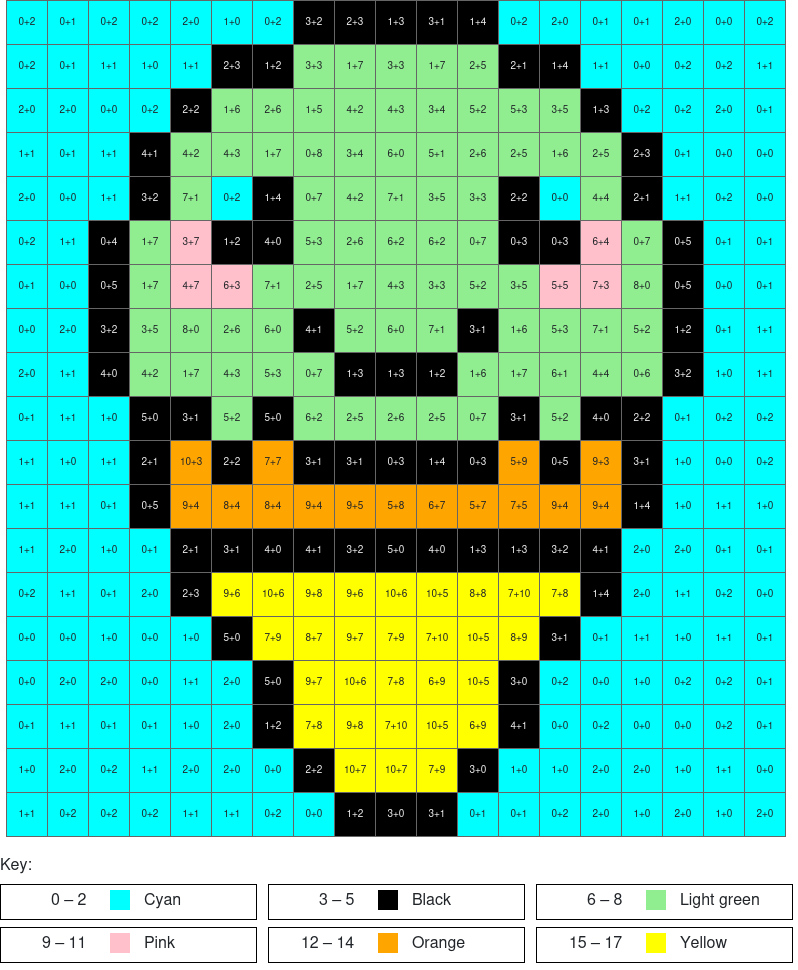 0+2 0+1 0+2 0+2 2+0 1+0 0+2 3+2 2+3 1+3 3+1 1+4 0+2 2+0 0+1 0+1 2+0 0+0 0+2
0+2 0+1 1+1 1+0 1+1 2+3 1+2 3+3 1+7 3+3 1+7 2+5 2+1 1+4 1+1 0+0 0+2 0+2 1+1
2+0 2+0 0+0 0+2 2+2 1+6 2+6 1+5 4+2 4+3 3+4 5+2 5+3 3+5 1+3 0+2 0+2 2+0 0+1
1+1 0+1 1+1 4+1 4+2 4+3 1+7 0+8 3+4 6+0 5+1 2+6 2+5 1+6 2+5 2+3 0+1 0+0 0+0
2+0 0+0 1+1 3+2 7+1 0+2 1+4 0+7 4+2 7+1 3+5 3+3 2+2 0+0 4+4 2+1 1+1 0+2 0+0
0+2 1+1 0+4 1+7 3+7 1+2 4+0 5+3 2+6 6+2 6+2 0+7 0+3 0+3 6+4 0+7 0+5 0+1 0+1
0+1 0+0 0+5 1+7 4+7 6+3 7+1 2+5 1+7 4+3 3+3 5+2 3+5 5+5 7+3 8+0 0+5 0+0 0+1
0+0 2+0 3+2 3+5 8+0 2+6 6+0 4+1 5+2 6+0 7+1 3+1 1+6 5+3 7+1 5+2 1+2 0+1 1+1
2+0 1+1 4+0 4+2 1+7 4+3 5+3 0+7 1+3 1+3 1+2 1+6 1+7 6+1 4+4 0+6 3+2 1+0 1+1
0+1 1+1 1+0 5+0 3+1 5+2 5+0 6+2 2+5 2+6 2+5 0+7 3+1 5+2 4+0 2+2 0+1 0+2 0+2
1+1 1+0 1+1 2+1 10+3 2+2 7+7 3+1 3+1 0+3 1+4 0+3 5+9 0+5 9+3 3+1 1+0 0+0 0+2
1+1 1+1 0+1 0+5 9+4 8+4 8+4 9+4 9+5 5+8 6+7 5+7 7+5 9+4 9+4 1+4 1+0 1+1 1+0
1+1 2+0 1+0 0+1 2+1 3+1 4+0 4+1 3+2 5+0 4+0 1+3 1+3 3+2 4+1 2+0 2+0 0+1 0+1
0+2 1+1 0+1 2+0 2+3 9+6 10+6 9+8 9+6 10+6 10+5 8+8 7+10 7+8 1+4 2+0 1+1 0+2 0+0
0+0 0+0 1+0 0+0 1+0 5+0 7+9 8+7 9+7 7+9 7+10 10+5 8+9 3+1 0+1 1+1 1+0 1+1 0+1
0+0 2+0 2+0 0+0 1+1 2+0 5+0 9+7 10+6 7+8 6+9 10+5 3+0 0+2 0+0 1+0 0+2 0+2 0+1
0+1 1+1 0+1 0+1 1+0 2+0 1+2 7+8 9+8 7+10 10+5 6+9 4+1 0+0 0+2 0+0 0+0 0+2 0+1
1+0 2+0 0+2 1+1 2+0 2+0 0+0 2+2 10+7 10+7 7+9 3+0 1+0 1+0 2+0 2+0 1+0 1+1 0+0
1+1 0+2 0+2 0+2 1+1 1+1 0+2 0+0 1+2 3+0 3+1 0+1 0+1 0+2 2+0 1+0 2+0 1+0 2+0
Key:
0 – 2 Cyan 3 – 5 Black 6 – 8 Light green
9 – 11 Pink 12 – 14 Orange 15 – 17 Yellow